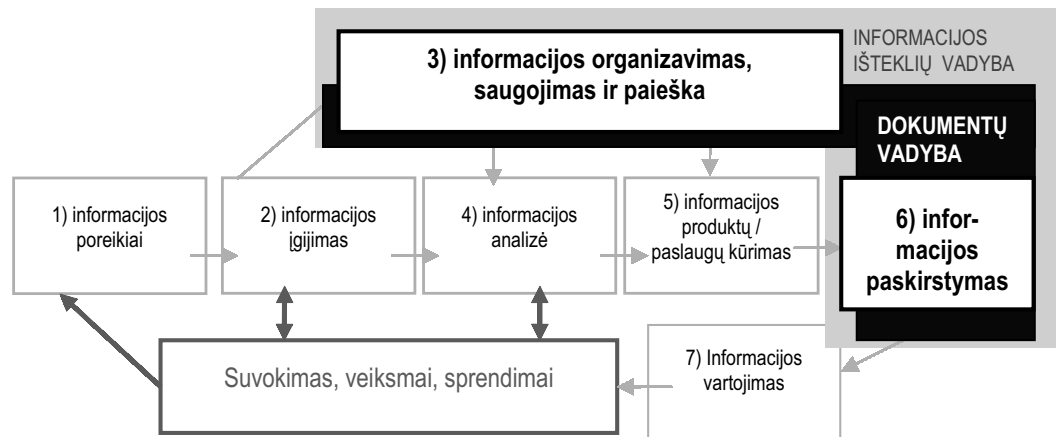 INFORMACIJOS
IŠTEKLIŲ VADYBA
3) informacijos organizavimas,
saugojimas ir paieška
DOKUMENTŲ
VADYBA
1) informacijos
poreikiai
2) informacijos
įgijimas
4) informacijos
analizė
5) informacijos
produktų /
paslaugų kūrimas
6) infor-
macijos
paskirstymas
7) Informacijos
vartojimas
Suvokimas, veiksmai, sprendimai